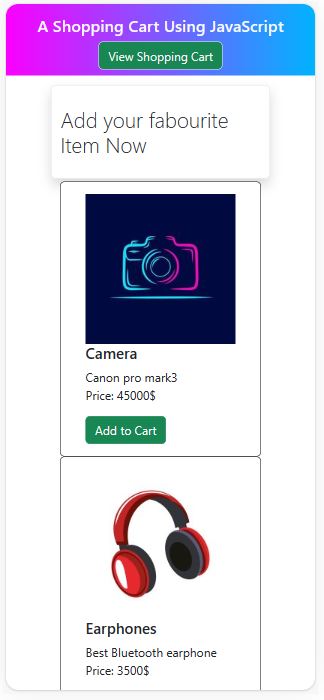 A Shopping Cart Using JavaScript
View Shopping Cart
Add your fabourite
Item Now
Camera
Canon pro mark3
Price: 45000$
Add to Cart
Earphones
Best Bluetooth earphone
Price: 3500$